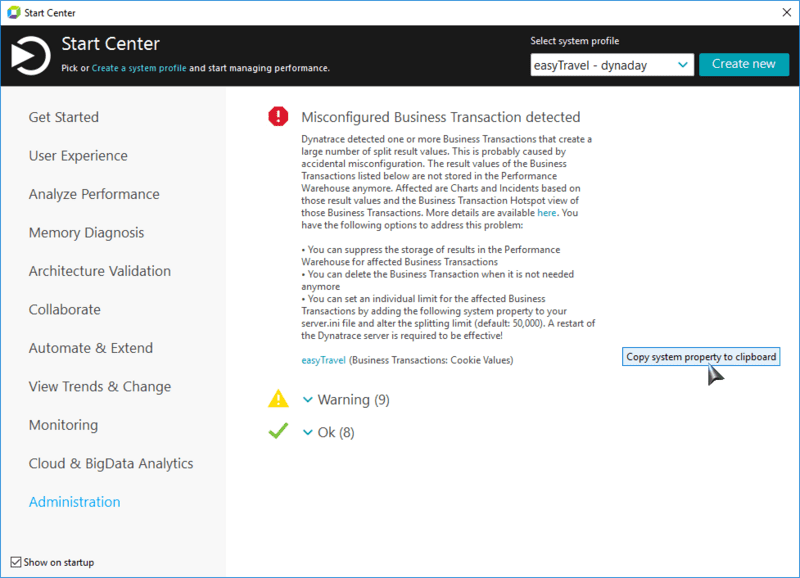 Start Center
Start Center
Pick or Create a system profile and start managing performance.
Select system profile
easyTravel - dynaday
Create new
Get Started
User Experience
Analyze Performance
Memory Diagnosis
Architecture Validation
Collaborate
Automate & Extend
View Trends & Change
Monitoring
Cloud & BigData Analytics
Administration
Show on startup
Misconfigured Business Transaction detected
Dynatrace detected one or more Business Transactions that create a
large number of split result values. This is probably caused by
accidental misconfiguration. The result values of the Business
Transactions listed below are not stored in the Performance
Warehouse anymore. Affected are Charts and Incidents based on
those result values and the Business Transaction Hotspot view of
those Business Transactions. More details are available here. You
have the following options to address this problem:
• You can suppress the storage of results in the Performance
Warehouse for affected Business Transactions
• You can delete the Business Transaction when it is not needed
anymore
• You can set an individual limit for the affected Business
Transactions by adding the following system property to your
server.ini file and alter the splitting limit (default: 50,000). A restart of
the Dynatrace server is required to be effective!
easyTravel (Business Transactions: Cookie Values)
Copy system property to clipboard
Warning (9)
Ok (8)